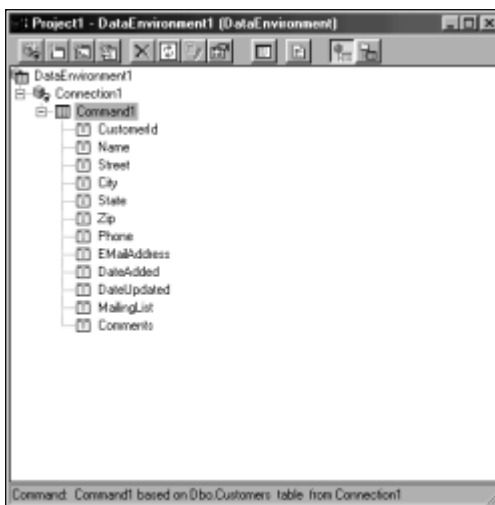 Project1 - DataEnvironment1 (DataEnvironment)
DataEnvironment1
Connection1
Command1
CustomerId
Name
Street
City
State
Zip
Phone
EMailAddress
DateAdded
DateUpdated
MailingList
Comments
Command: Command1 based on Dbo.Customers table from Connection1